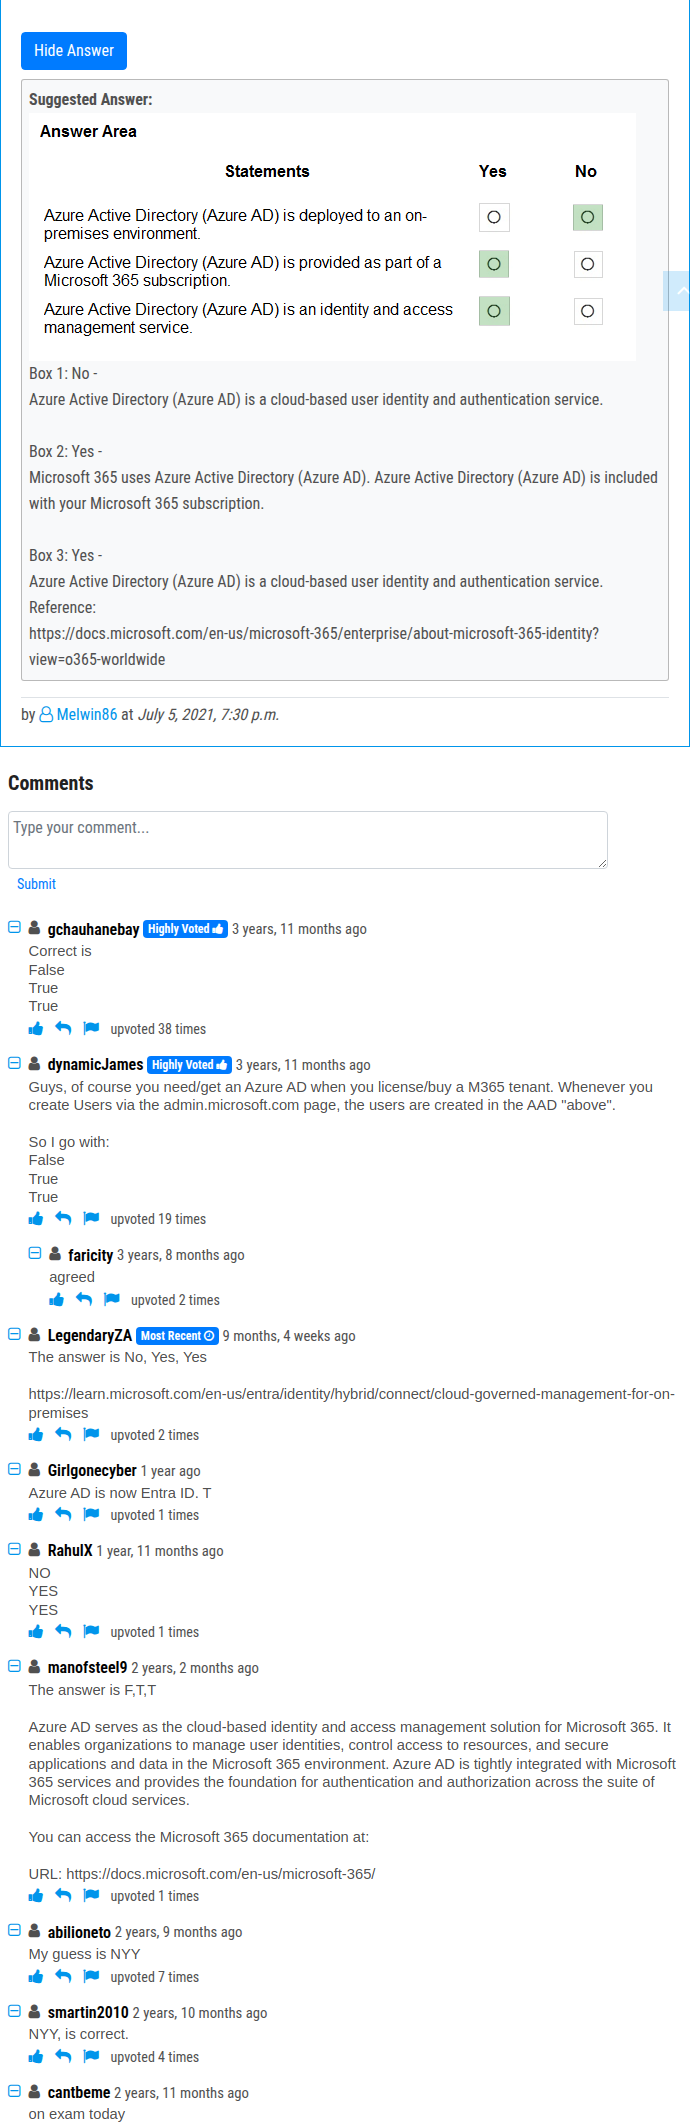 Hide Answer
Suggested Answer:
Answer Area
Statements Yes No
Azure Active Directory (Azure AD) is deployed to an on-
premises environment.
Azure Active Directory (Azure AD) is provided as part of a
Microsoft 365 subscription.
Azure Active Directory (Azure AD) is an identity and access
management service.
Box 1: No -
Azure Active Directory (Azure AD) is a cloud-based user identity and authentication service.
Box 2: Yes -
Microsoft 365 uses Azure Active Directory (Azure AD). Azure Active Directory (Azure AD) is included
with your Microsoft 365 subscription.
Box 3: Yes -
Azure Active Directory (Azure AD) is a cloud-based user identity and authentication service.
Reference:
https://docs.microsoft.com/en-us/microsoft-365/enterprise/about-microsoft-365-identity?
view=o365-worldwide
by Melwin86 at July 5, 2021, 7:30 p.m.
Comments
Type your comment...
Submit
gchauhanebay Highly Voted 3 years, 11 months ago
Correct is
False
True
True
upvoted 38 times
dynamicJames Highly Voted 3 years, 11 months ago
Guys, of course you need/get an Azure AD when you license/buy a M365 tenant. Whenever you
create Users via the admin.microsoft.com page, the users are created in the AAD "above".
So I go with:
False
True
True
upvoted 19 times
faricity 3 years, 8 months ago
agreed
upvoted 2 times
LegendaryZA Most Recent 9 months, 4 weeks ago
The answer is No, Yes, Yes
https://learn.microsoft.com/en-us/entra/identity/hybrid/connect/cloud-governed-management-for-on-
premises
upvoted 2 times
Girlgonecyber 1 year ago
Azure AD is now Entra ID. T
upvoted 1 times
RahulX 1 year, 11 months ago
NO
YES
YES
upvoted 1 times
manofsteel9 2 years, 2 months ago
The answer is F,T,T
Azure AD serves as the cloud-based identity and access management solution for Microsoft 365. It
enables organizations to manage user identities, control access to resources, and secure
applications and data in the Microsoft 365 environment. Azure AD is tightly integrated with Microsoft
365 services and provides the foundation for authentication and authorization across the suite of
Microsoft cloud services.
You can access the Microsoft 365 documentation at:
URL: https://docs.microsoft.com/en-us/microsoft-365/
upvoted 1 times
abilioneto 2 years, 9 months ago
My guess is NYY
upvoted 7 times
smartin2010 2 years, 10 months ago
NYY, is correct.
upvoted 4 times
cantbeme 2 years, 11 months ago
on exam today